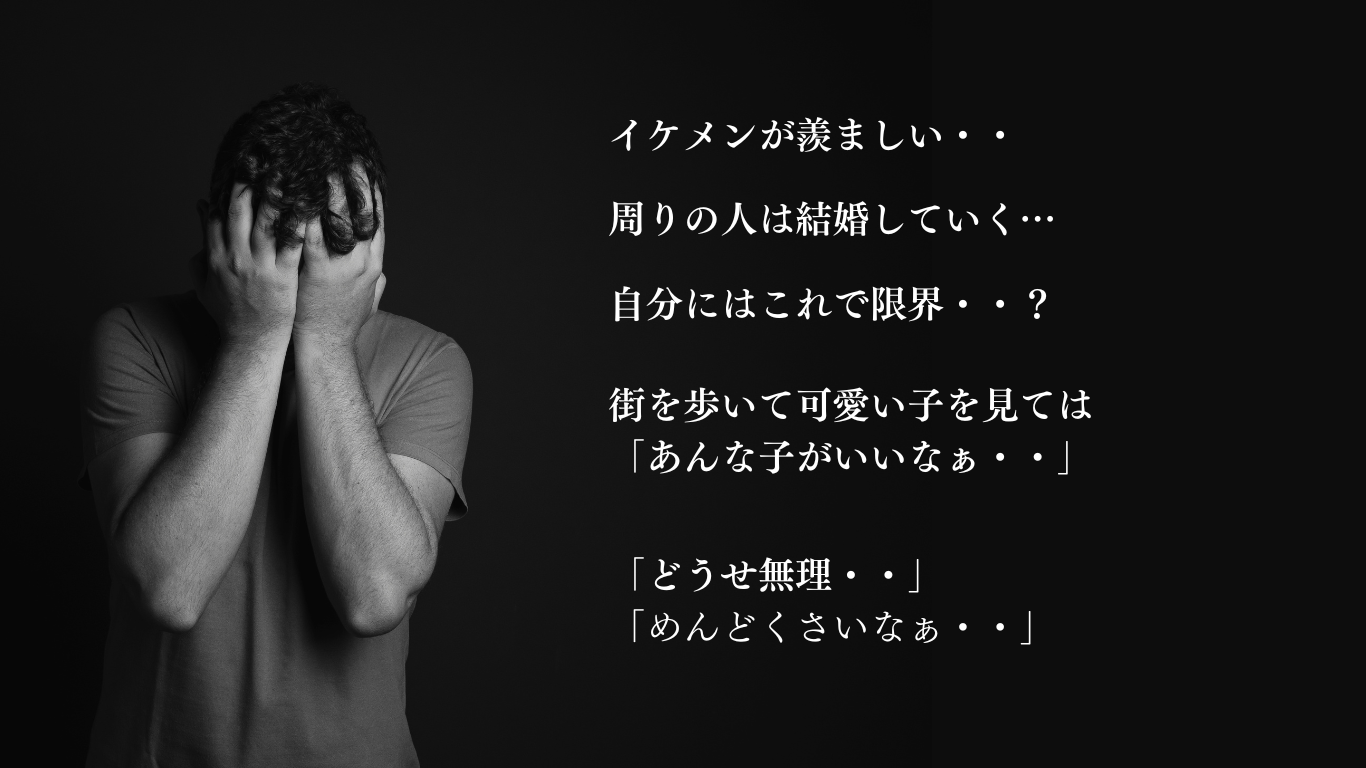 イケメンが羨ましい・・
周りの人は結婚していく…
自分にはこれで限界・・？
街を歩いて可愛い子を見ては
「あんな子がいいなぁ・・」
「どうせ無理・・」
「めんどくさいなぁ・・」